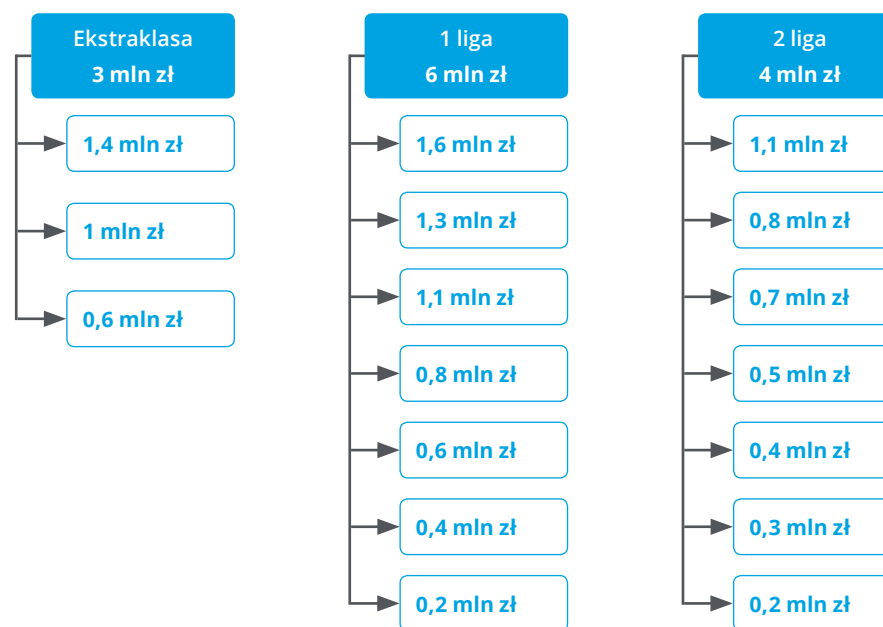 Ekstraklasa
3 mln zł
1,4 mln zł
1 mln zł
0,6 mln zł
1 liga
6 mln zł
1,6 mln zł
1,3 mln zł
1,1 mln zł
0,8 mln zł
0,6 mln zł
0,4 mln zł
0,2 mln zł
2 liga
4 mln zł
1,1 mln zł
0,8 mln zł
0,7 mln zł
0,5 mln zł
0,4 mln zł
0,3 mln zł
0,2 mln zł